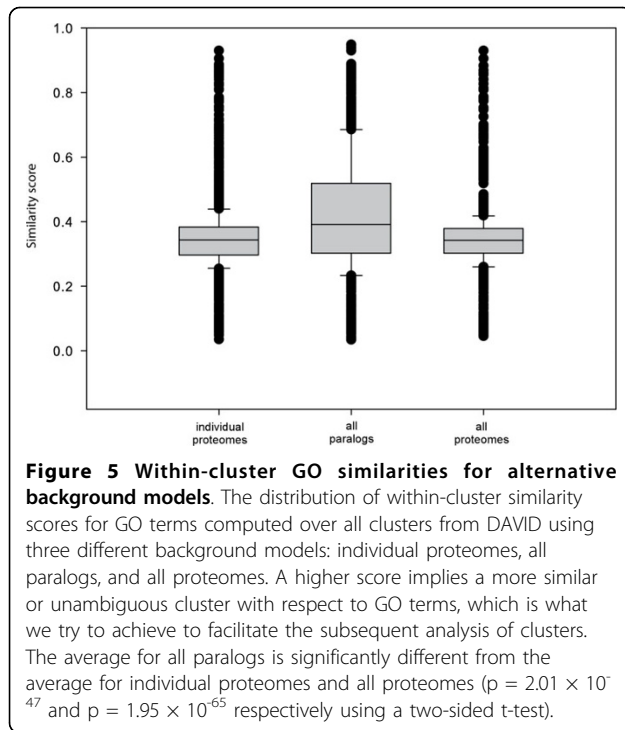 1.0
0.8
0.6
0.4
0.2
0.0
Similarity score
individual
proteomes
all
paralogs
all
proteomes
Figure 5 Within-cluster GO similarities for alternative
background models. The distribution of within-cluster similarity
scores for GO terms computed over all clusters from DAVID using
three different background models: individual proteomes, all
paralogs, and all proteomes. A higher score implies a more similar
or unambiguous cluster with respect to GO terms, which is what
we try to achieve to facilitate the subsequent analysis of clusters.
The average for all paralogs is significantly different from the
average for individual proteomes and all proteomes (p = 2.01 × 10⁻
⁴⁷ and p = 1.95 × 10⁻⁶⁵ respectively using a two-sided t-test).